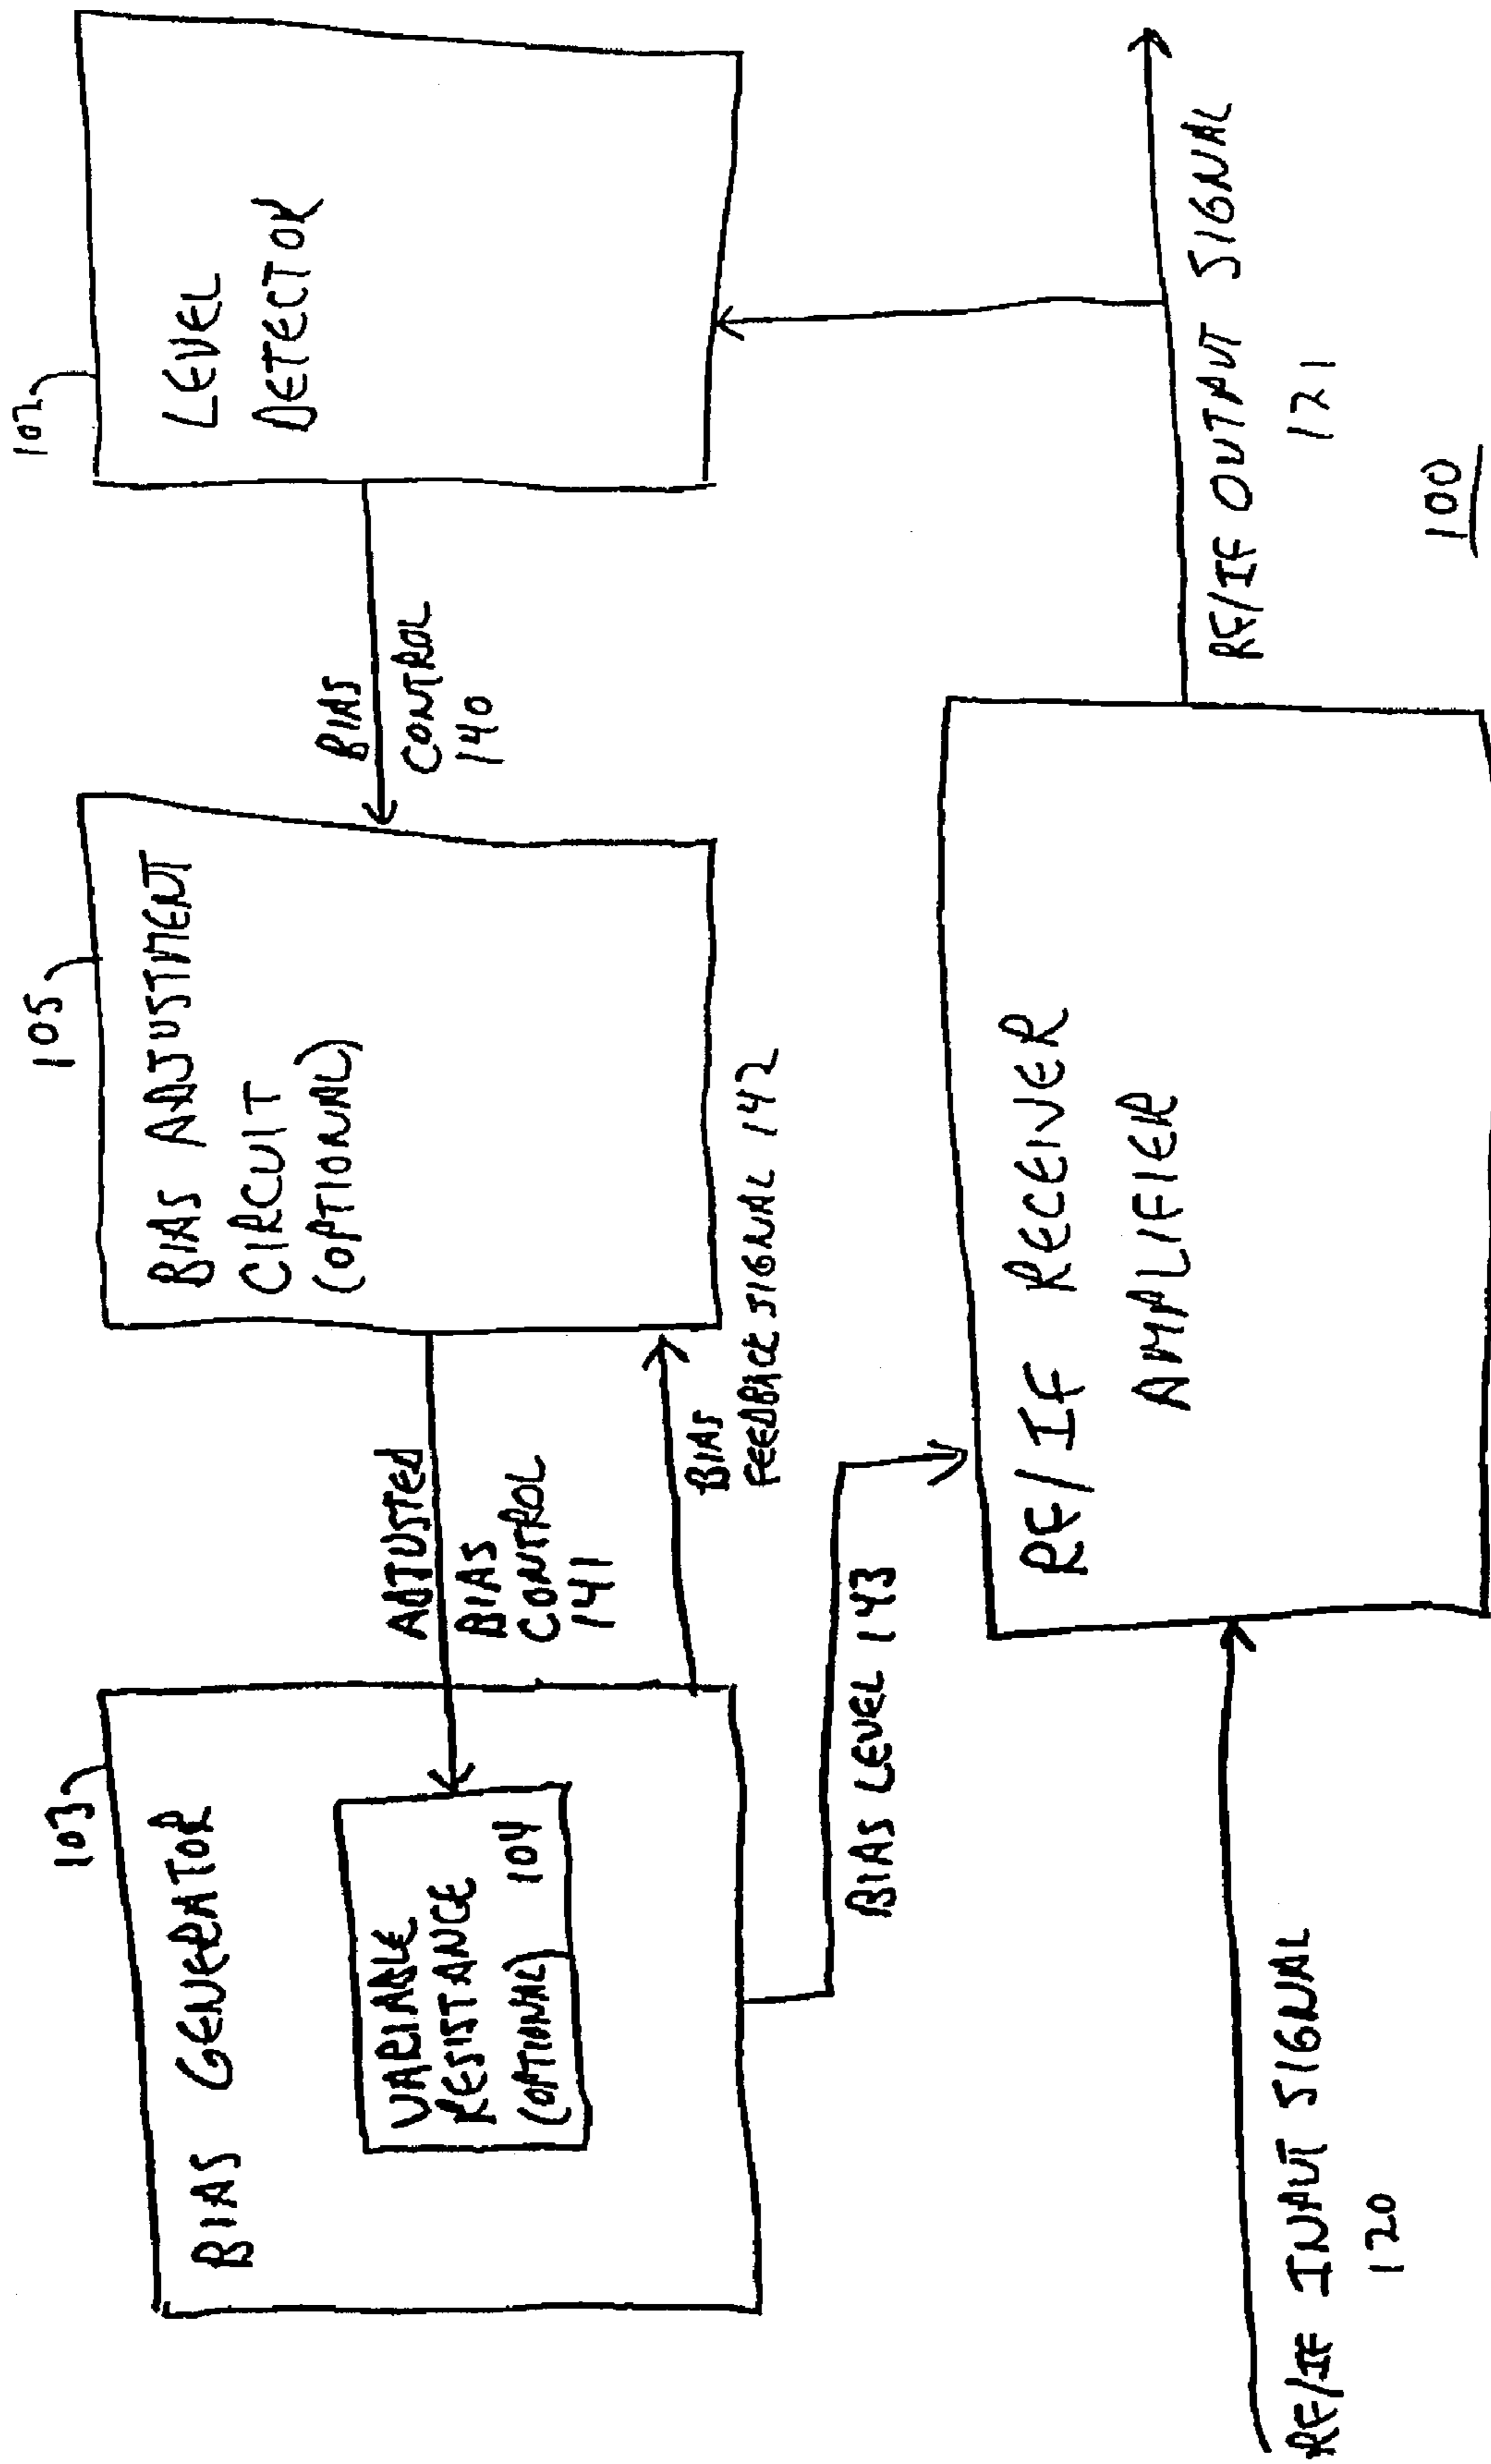 103
BIAS GENERATOR
VARIABLE
RESISTANCE
(OPTIONAL) 104
ADJUSTED
BIAS
CONTROL
141
105
BIAS ADJUSTMENT
CIRCUIT
(OPTIONAL)
BIAS
CONTROL
140
102
LEVEL
DETECTOR
BIAS
FEEDBACK SIGNAL 142
BIAS LEVEL 143
RF/IF RECEIVER
AMPLIFIER
RF/IF INPUT SIGNAL
120
RF/IF OUTPUT SIGNAL
121
100